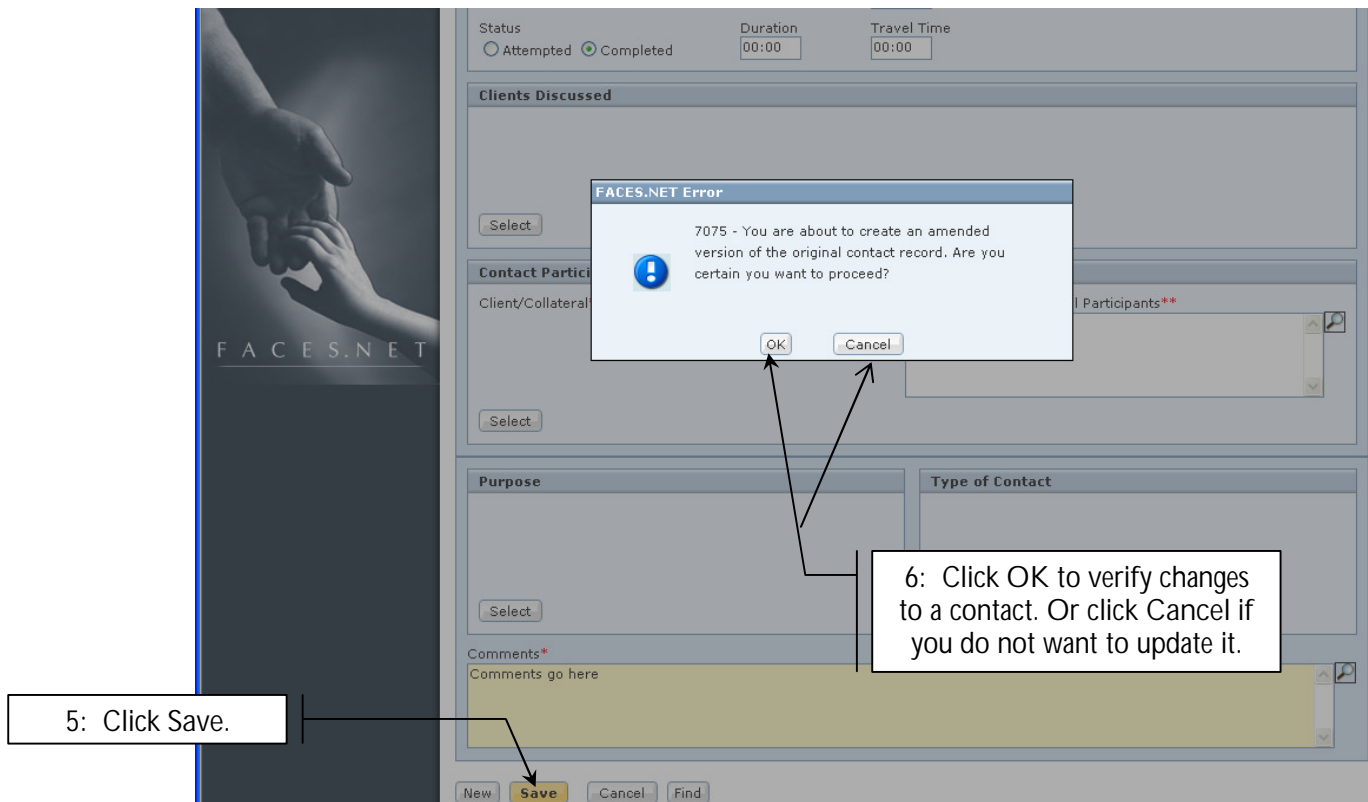 Status Duration Travel Time
Attempted Completed 00:00 00:00
Clients Discussed
Select
FACES.NET Error
7075 - You are about to create an amended
version of the original contact record. Are you
certain you want to proceed?
OK Cancel
Contact Partici
Client/Collateral l Participants**
FACES.NET
Select
Purpose Type of Contact
Select
6: Click OK to verify changes
to a contact. Or click Cancel if
you do not want to update it.
Comments*
Comments go here
5: Click Save.
New Save Cancel Find